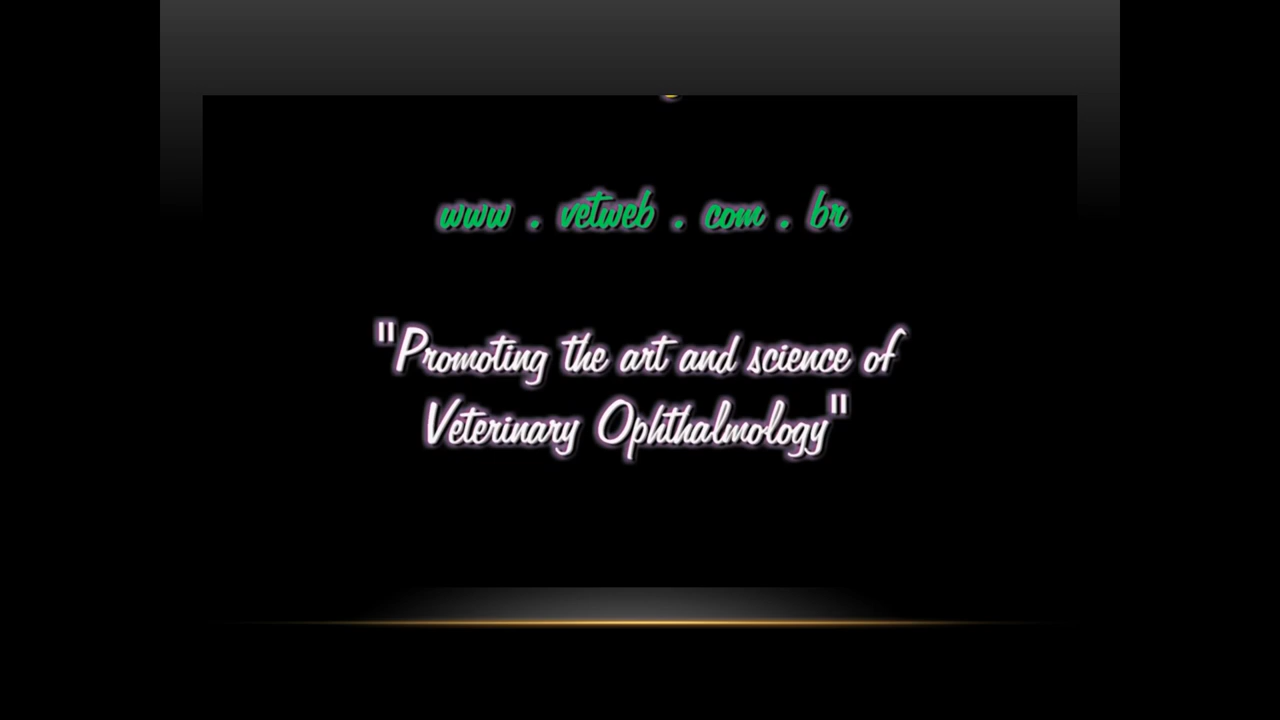 www . vetweb . com . br
"Promoting the art and science of
Veterinary Ophthalmology"